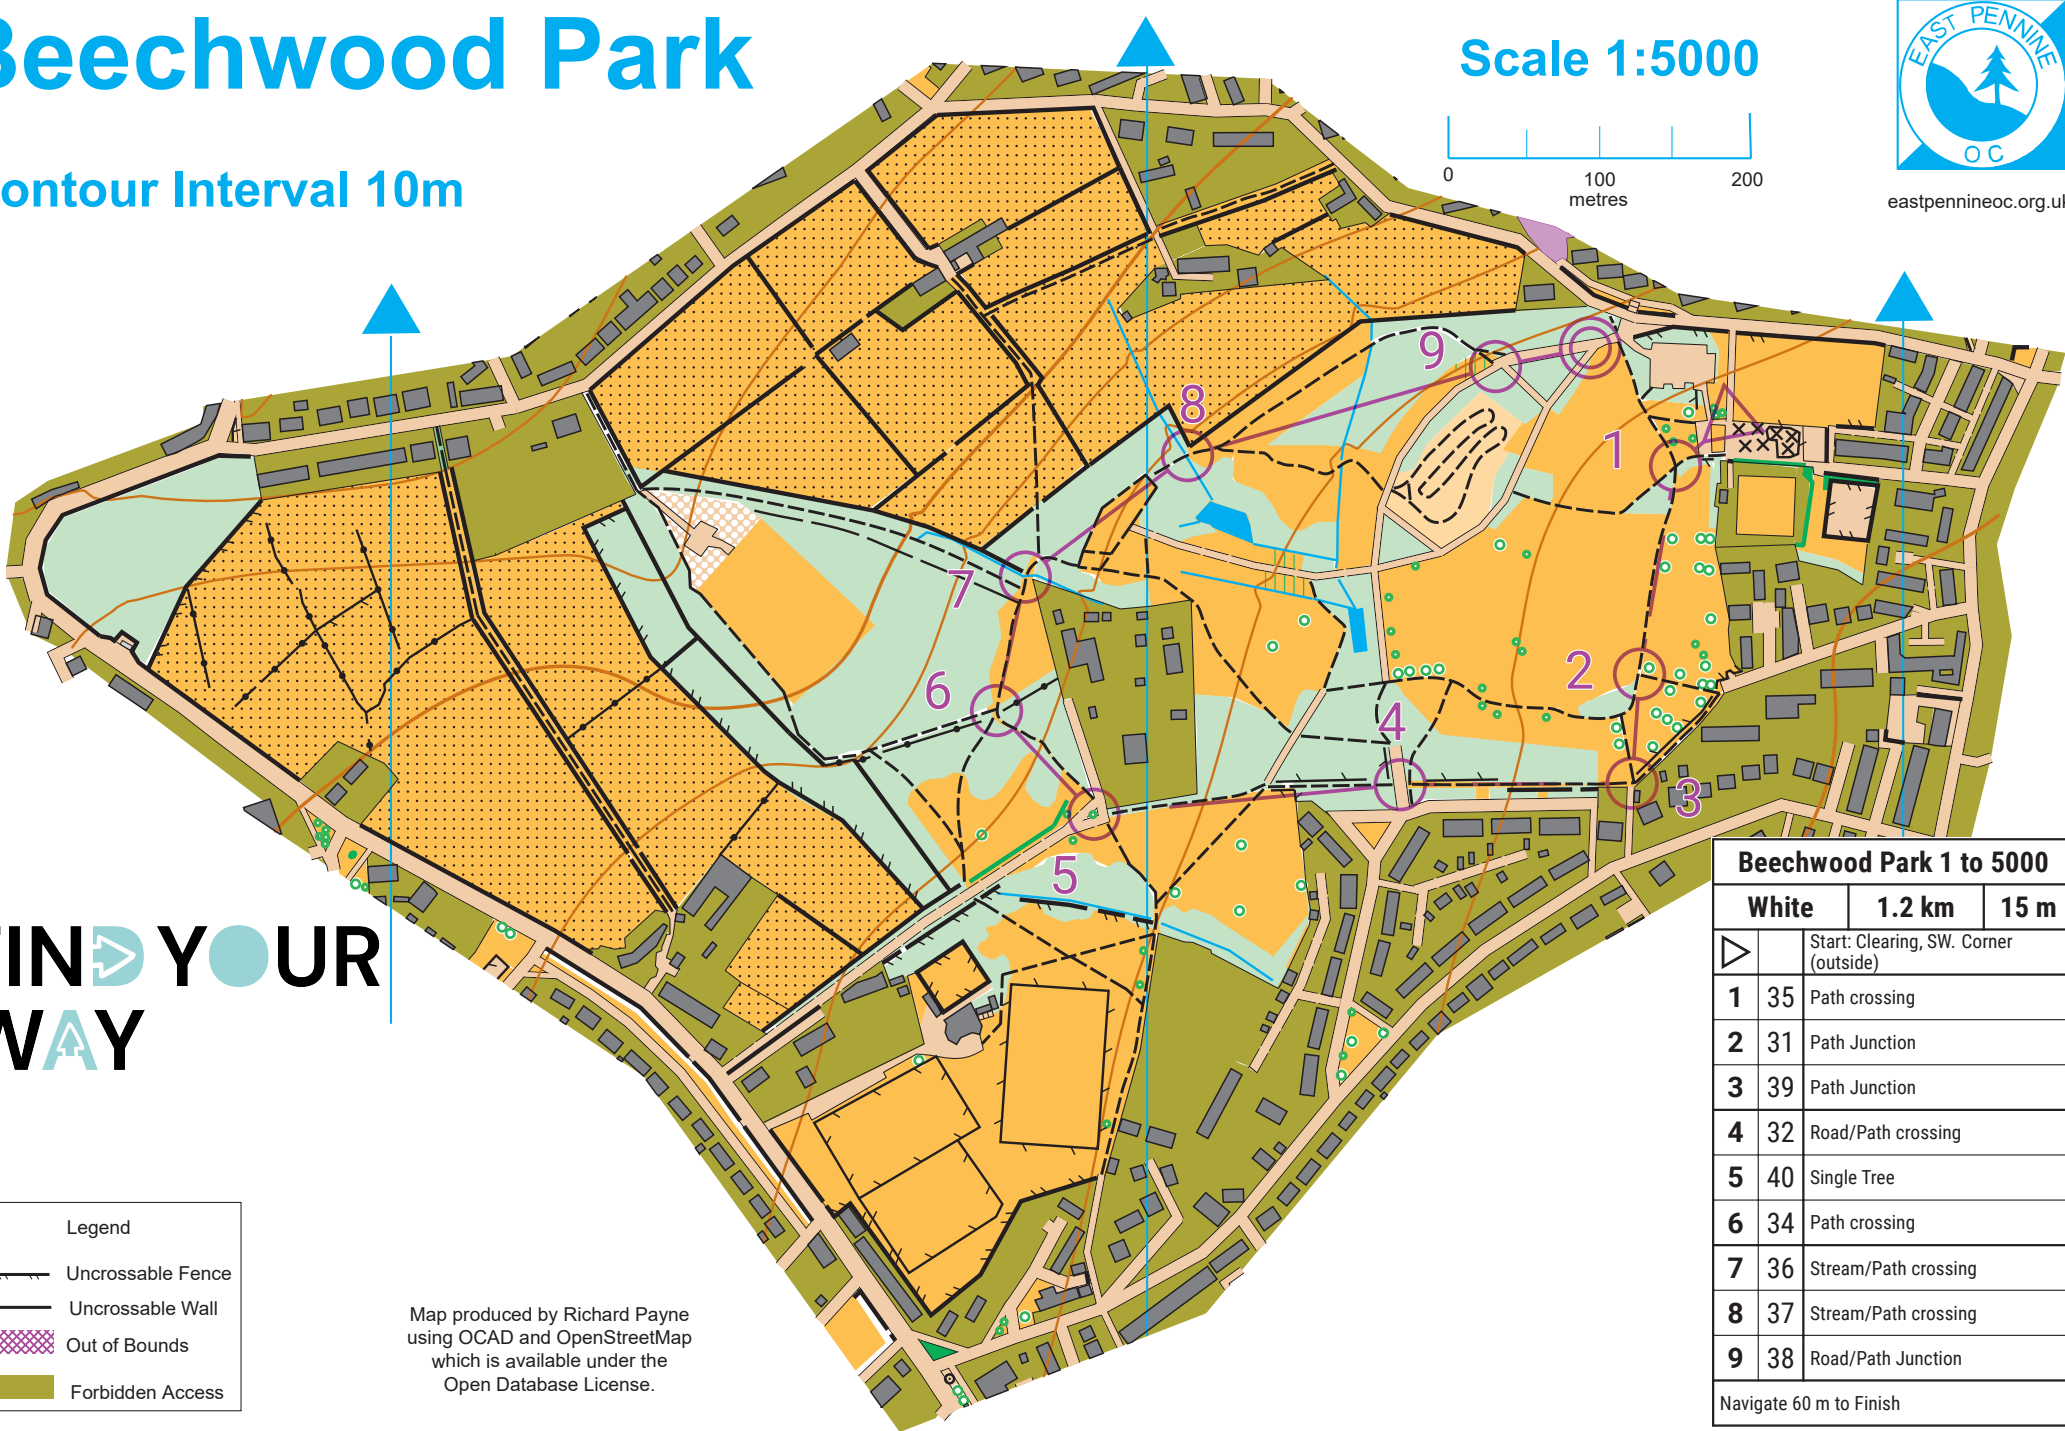 Beechwood Park
ontour Interval 10m
Scale 1:5000
0
100
200
metres
EAST PENNINE
OC
eastpennineoc.org.uk
9
8
1
7
2
6
4
3
5
FIND YOUR
WAY
Legend
Uncrossable Fence
Uncrossable Wall
Out of Bounds
Forbidden Access
Map produced by Richard Payne
using OCAD and OpenStreetMap
which is available under the
Open Database License.
Beechwood Park 1 to 5000
White 1.2 km 15 m
Start: Clearing, SW. Corner
(outside)
1 35 Path crossing
2 31 Path Junction
3 39 Path Junction
4 32 Road/Path crossing
5 40 Single Tree
6 34 Path crossing
7 36 Stream/Path crossing
8 37 Stream/Path crossing
9 38 Road/Path Junction
Navigate 60 m to Finish